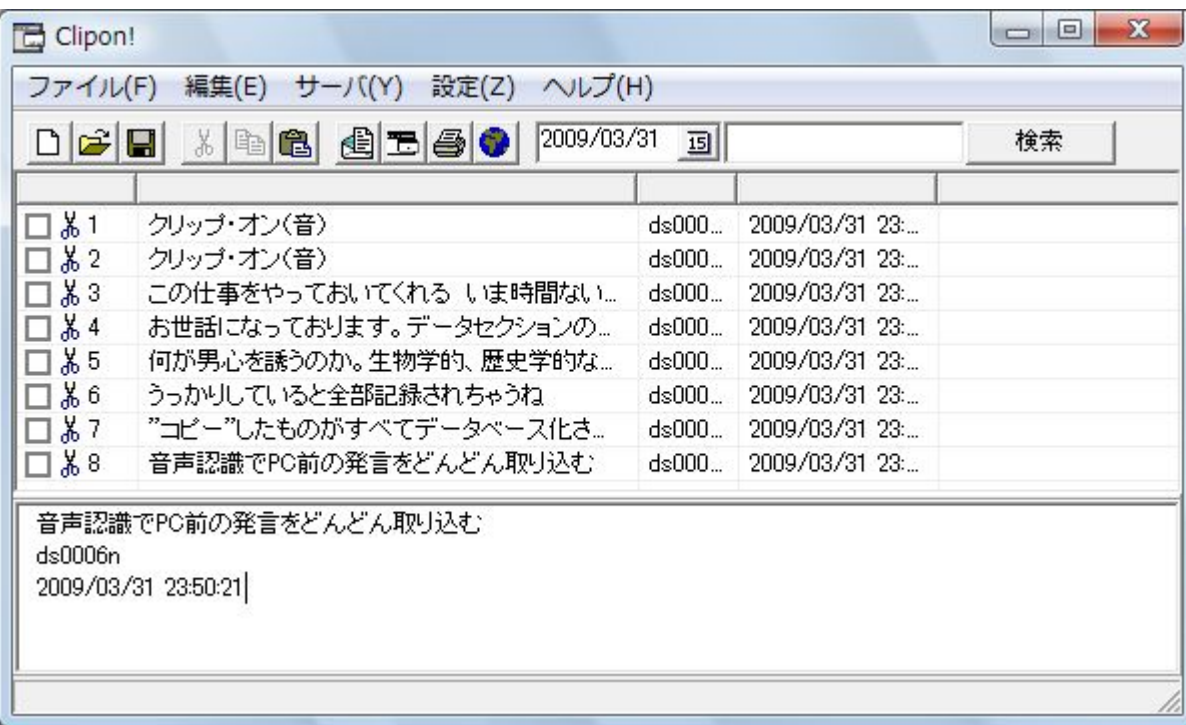 Clipon!
ファイル(F) 編集(E) サーバ(Y) 設定(Z) ヘルプ(H)
2009/03/31 15 検索
1 クリップ・オン(音) ds000... 2009/03/31 23:...
2 クリップ・オン(音) ds000... 2009/03/31 23:...
3 この仕事をやっておいてくれる いま時間ない... ds000... 2009/03/31 23:...
4 お世話になっております。データセクションの... ds000... 2009/03/31 23:...
5 何が男心を誘うのか。生物学的、歴史学的な... ds000... 2009/03/31 23:...
6 うっかりしていると全部記録されちゃうね ds000... 2009/03/31 23:...
7 ”コピー”したものがすべてデータベース化さ... ds000... 2009/03/31 23:...
8 音声認識でPC前の発言をどんどん取り込む ds000... 2009/03/31 23:...
音声認識でPC前の発言をどんどん取り込む
ds0006n
2009/03/31 23:50:21